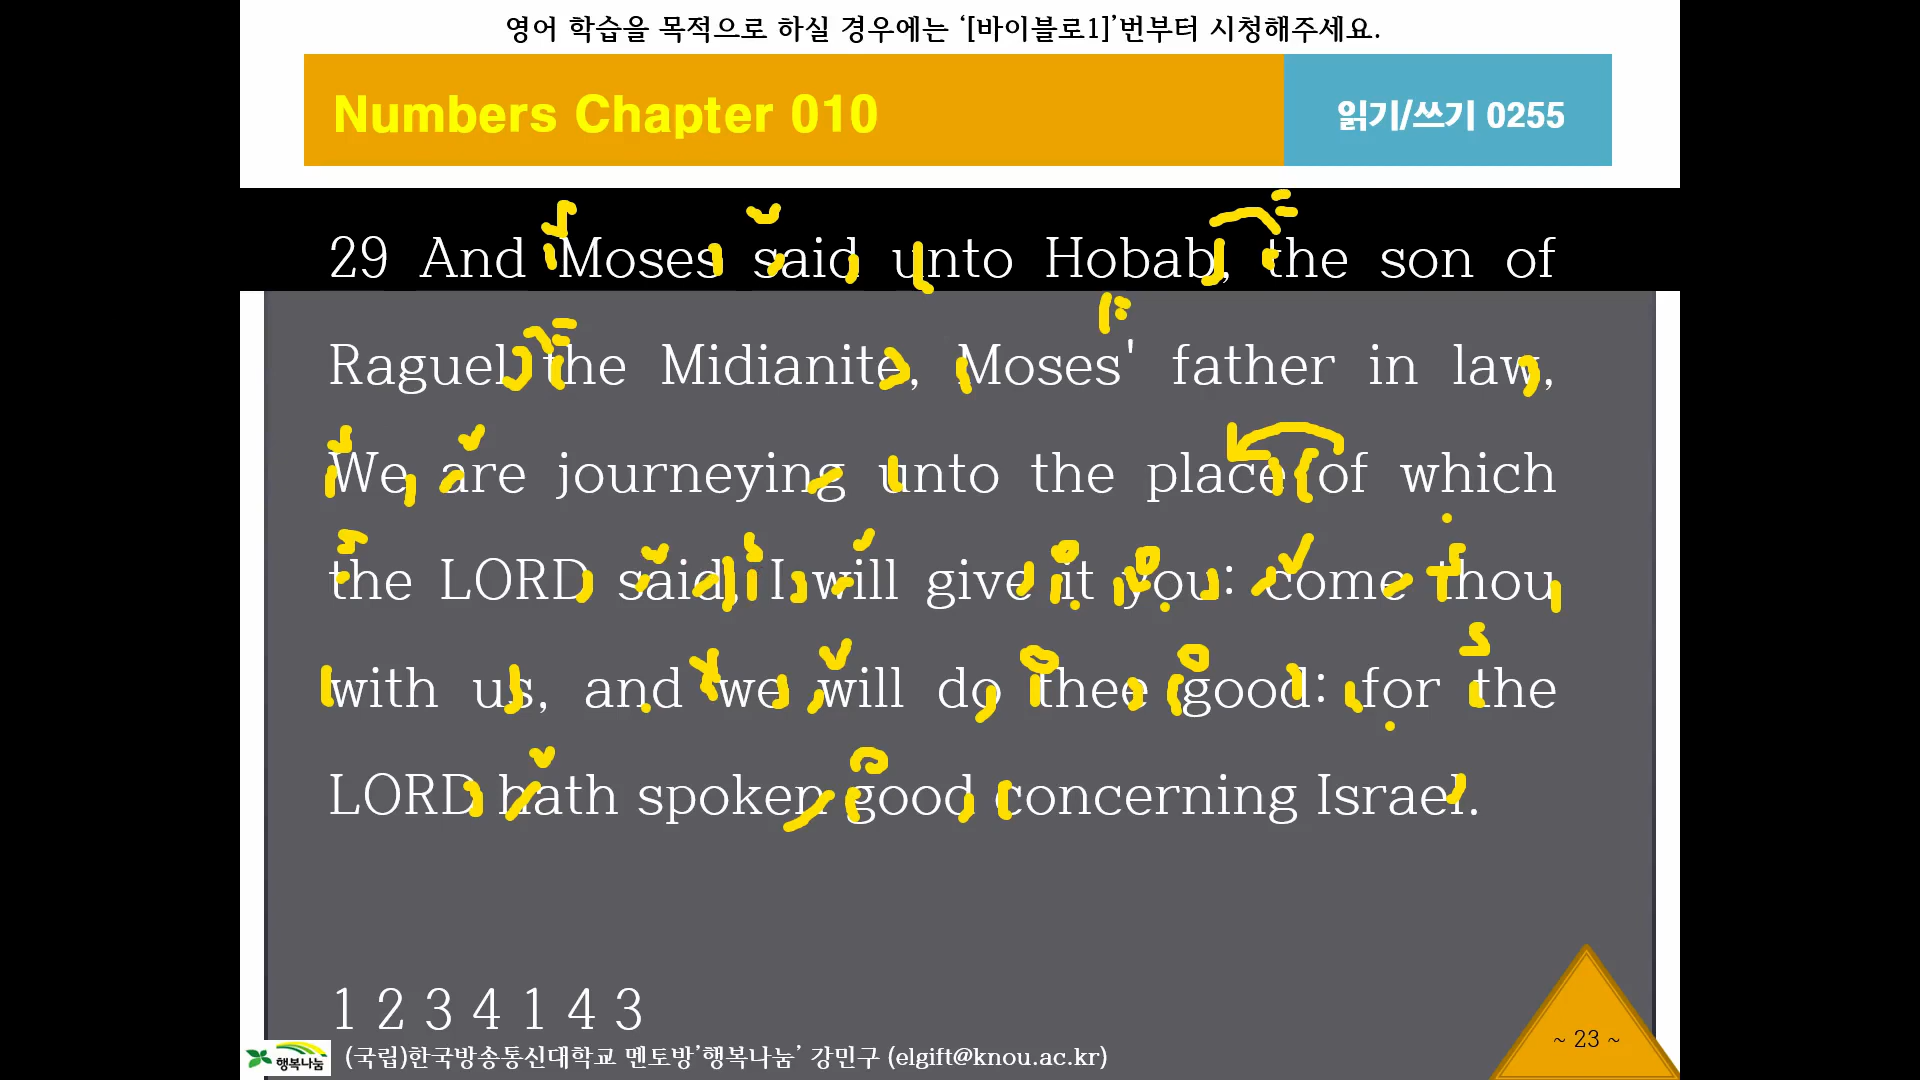 영어 학습을 목적으로 하실 경우에는 ‘[바이블로1]’번부터 시청해주세요.
Numbers Chapter 010
읽기/쓰기 0255
29 And Moses said unto Hobab, the son of
Raguel the Midianite, Moses' father in law,
We are journeying unto the place of which
the LORD said, I will give it you: come thou
with us, and we will do thee good: for the
LORD hath spoken good concerning Israel.
1 2 3 4 1 4 3
~ 23 ~
행복나눔
(국립)한국방송통신대학교 멘토방’행복나눔’ 강민구 (elgift@knou.ac.kr)